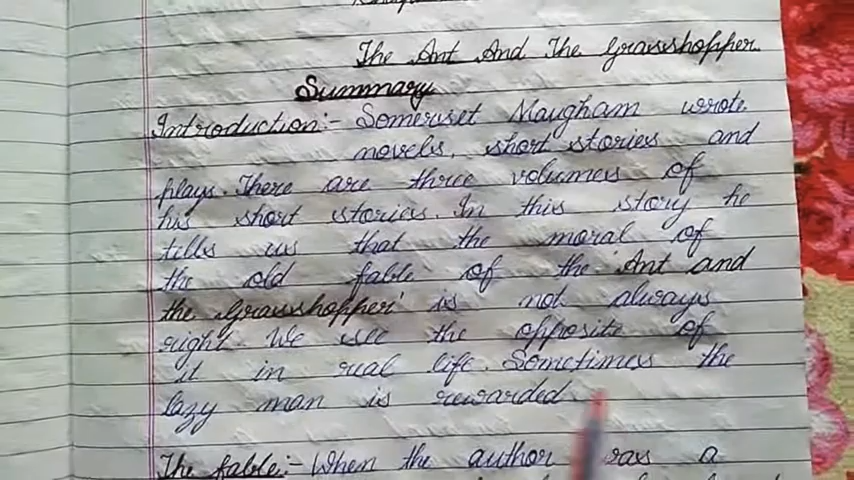 The Ant And The Grasshopper.
Summary
Introduction:- Somerset Maugham wrote
novels, short stories and
plays. There are three volumes of
his short stories. In this story he
tells us that the moral of
the old fable of the 'Ant and
the Grasshopper' is not always
right. We see the opposite of
it in real life. Sometimes the
lazy man is rewarded.
The fable:- When the author was a